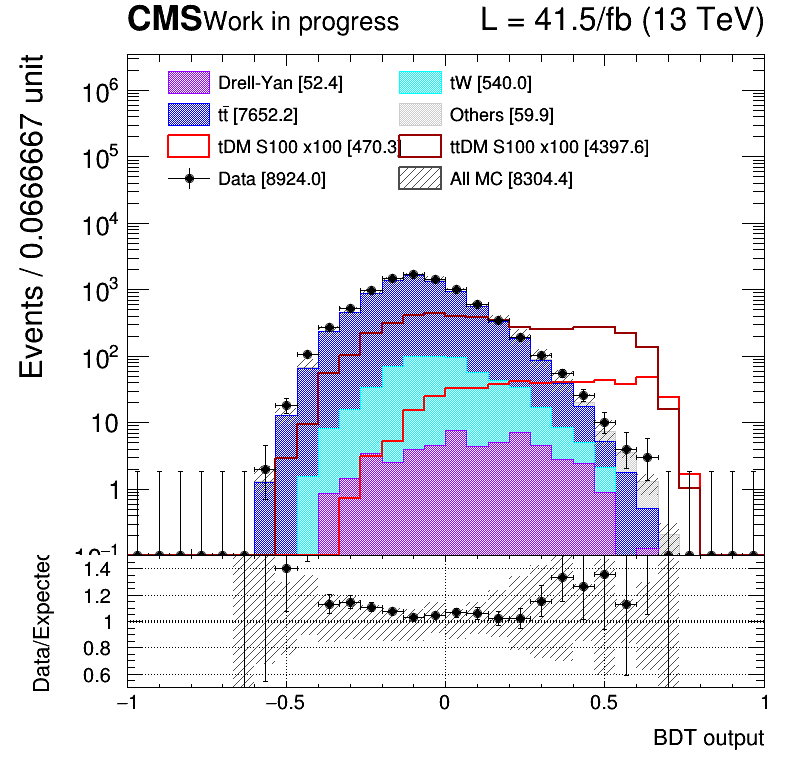 CMS Work in progress L = 41.5/fb (13 TeV)
Events / 0.0666667 unit
Drell-Yan [52.4] tW [540.0]
tt̄ [7652.2] Others [59.9]
tDM S100 x100 [470.3] ttDM S100 x100 [4397.6]
Data [8924.0] All MC [8304.4]
10⁶
10⁵
10⁴
10³
10²
10
1
10⁻¹
Data/Expected
1.4
1.2
1
0.8
0.6
−1 −0.5 0 0.5 1
BDT output